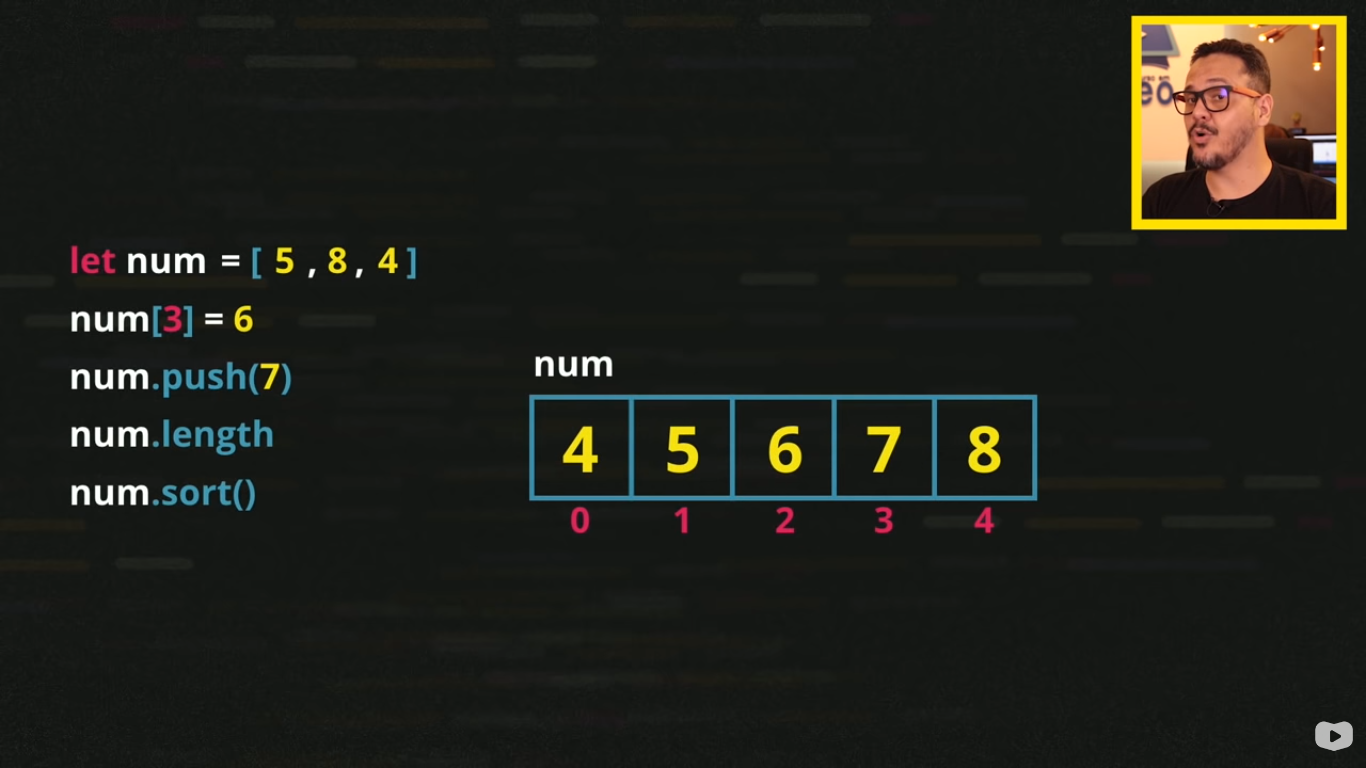 let num = [ 5 , 8 , 4 ]
num[3] = 6
num.push(7)
num.length
num.sort()
num
4 5 6 7 8
0 1 2 3 4